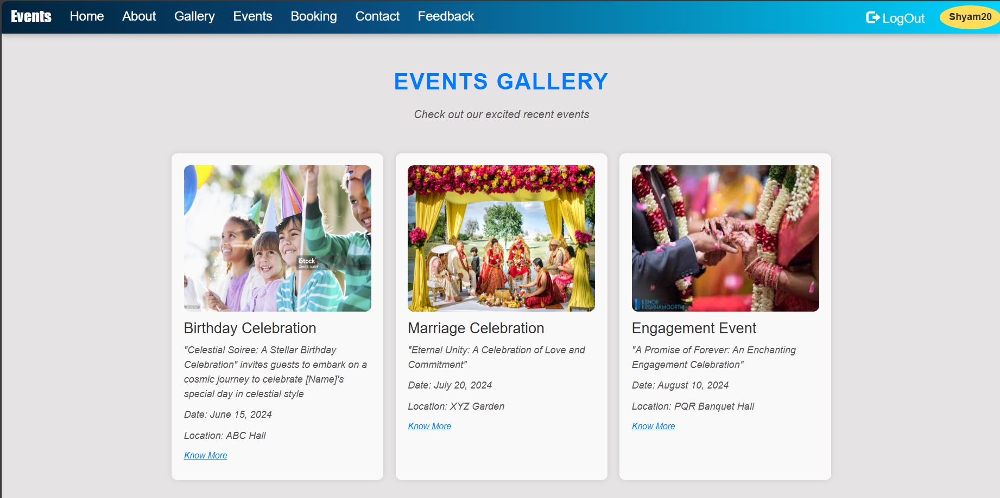 Events Home About Gallery Events Booking Contact Feedback LogOut Shyam20
EVENTS GALLERY
Check out our excited recent events
iStock
Credit: kali9
KISHOR
KRISHNAMOORTHI
Birthday Celebration
"Celestial Soiree: A Stellar Birthday
Celebration" invites guests to embark on a
cosmic journey to celebrate [Name]'s
special day in celestial style
Date: June 15, 2024
Location: ABC Hall
Know More
Marriage Celebration
"Eternal Unity: A Celebration of Love and
Commitment"
Date: July 20, 2024
Location: XYZ Garden
Know More
Engagement Event
"A Promise of Forever: An Enchanting
Engagement Celebration"
Date: August 10, 2024
Location: PQR Banquet Hall
Know More